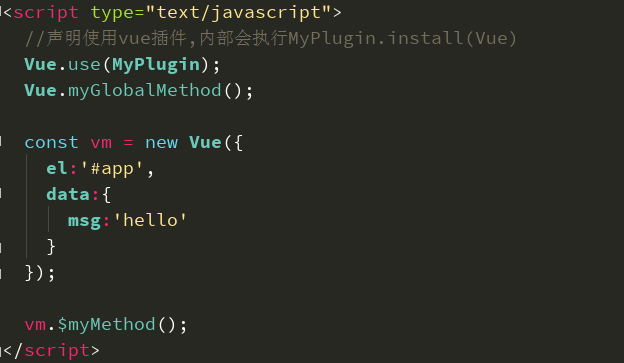 <script type="text/javascript">
//声明使用vue插件,内部会执行MyPlugin.install(Vue)
Vue.use(MyPlugin);
Vue.myGlobalMethod();
const vm = new Vue({
el:'#app',
data:{
msg:'hello'
}
});
vm.$myMethod();
</script>